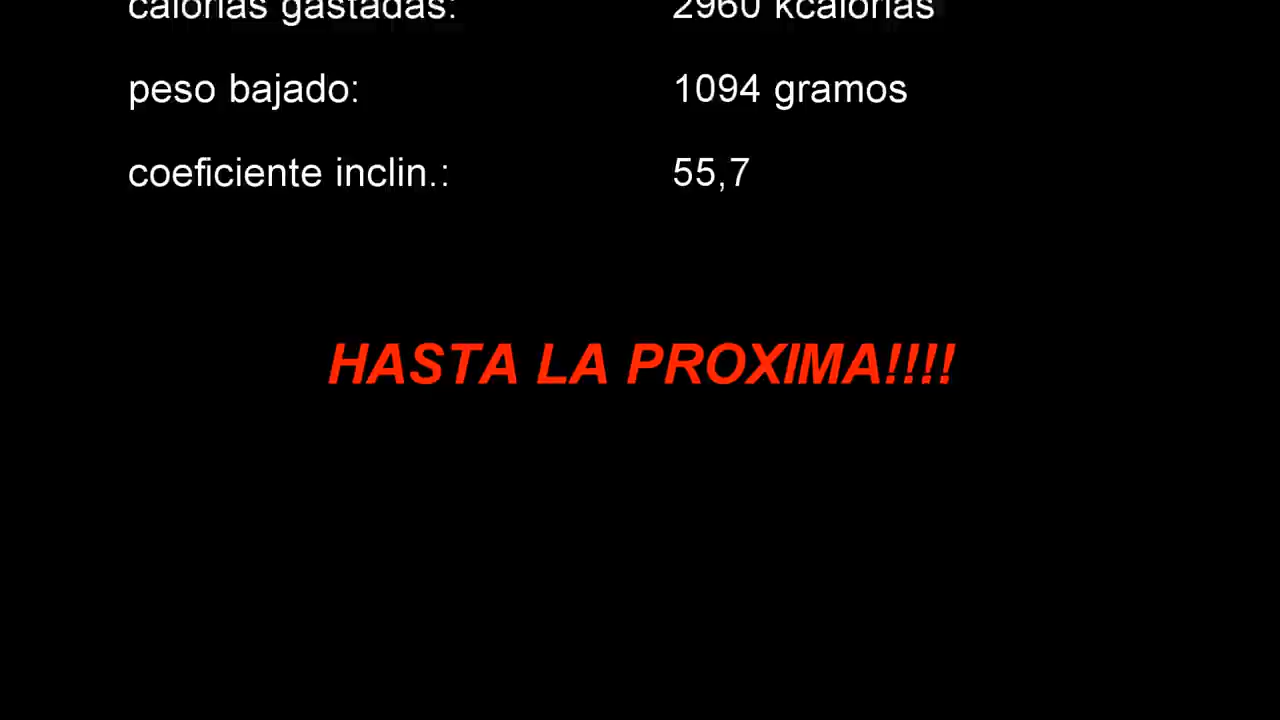 calorias gastadas: 2960 kcalorias
peso bajado: 1094 gramos
coeficiente inclin.: 55,7
HASTA LA PROXIMA!!!!